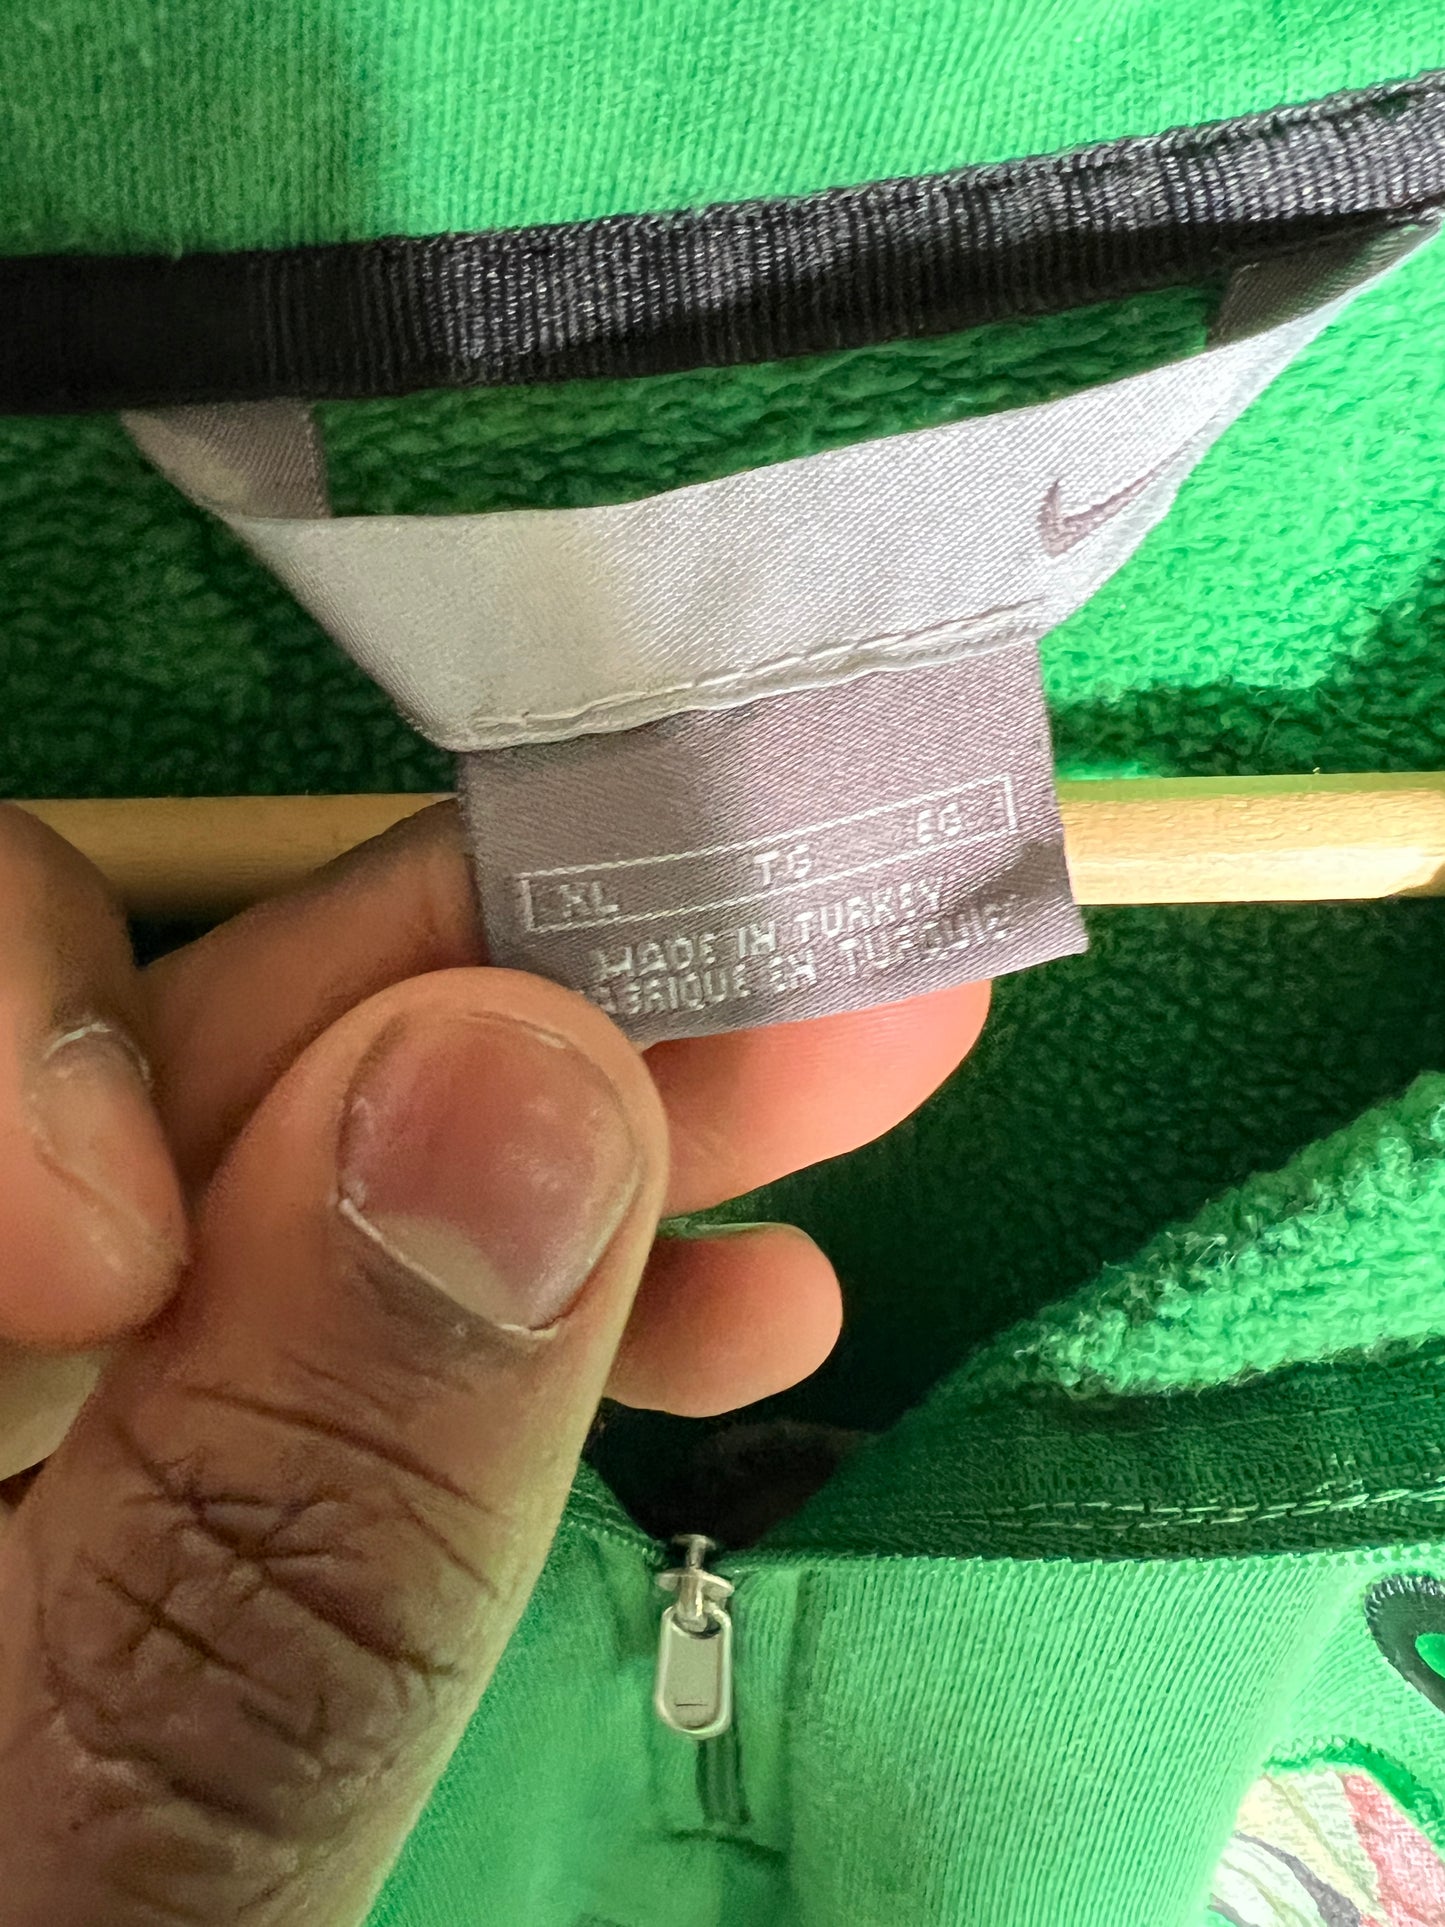 XL TG EG
MADE IN TURKEY
FABRIQUE EN TURQUIE